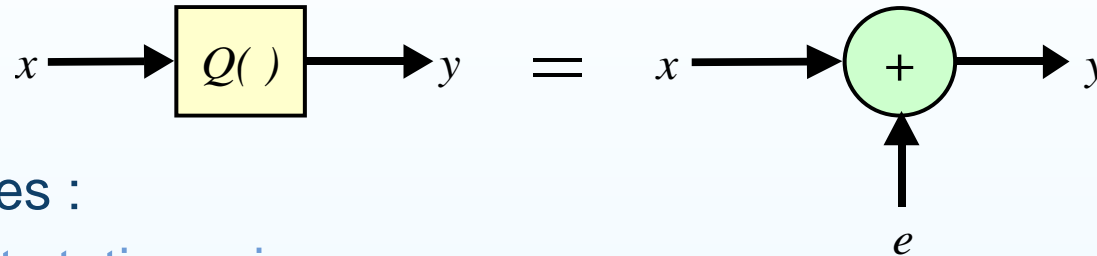 x Q( ) y = x + y
es :
e